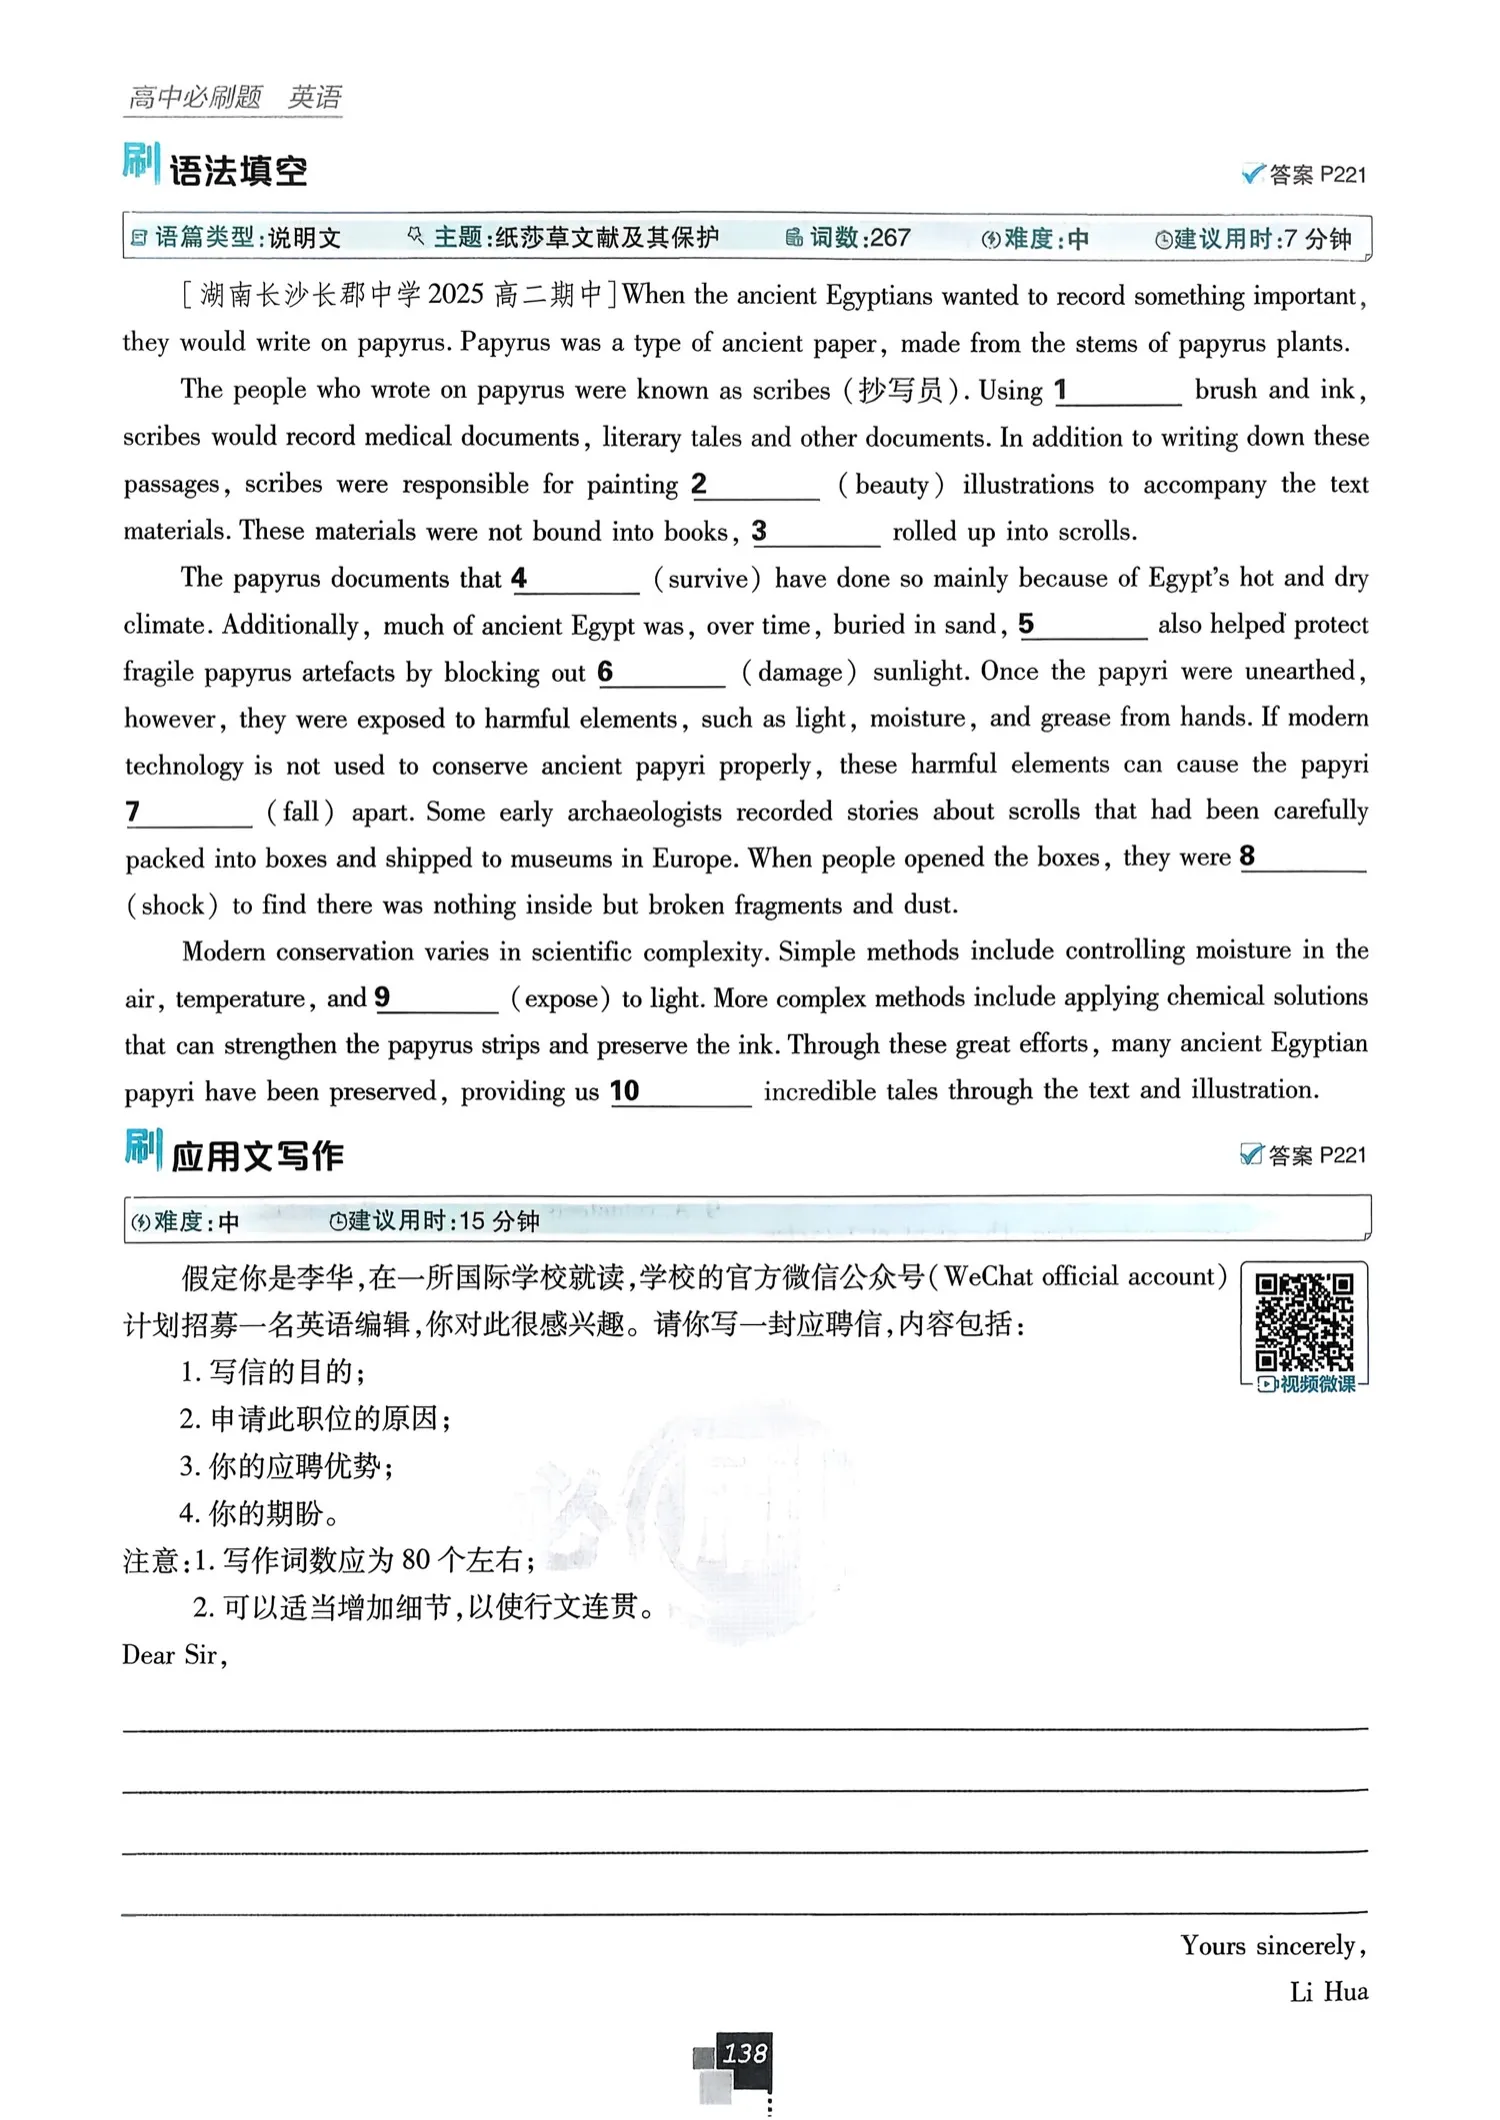 高中必刷题 英语
刷 语法填空
答案 P221
语篇类型:说明文 主题:纸莎草文献及其保护 词数:267 难度:中 建议用时:7 分钟
[湖南长沙长郡中学2025高二期中]When the ancient Egyptians wanted to record something important,
they would write on papyrus. Papyrus was a type of ancient paper, made from the stems of papyrus plants.
The people who wrote on papyrus were known as scribes (抄写员). Using 1________ brush and ink,
scribes would record medical documents, literary tales and other documents. In addition to writing down these
passages, scribes were responsible for painting 2________ (beauty) illustrations to accompany the text
materials. These materials were not bound into books, 3________ rolled up into scrolls.
The papyrus documents that 4________ (survive) have done so mainly because of Egypt's hot and dry
climate. Additionally, much of ancient Egypt was, over time, buried in sand, 5________ also helped protect
fragile papyrus artefacts by blocking out 6________ (damage) sunlight. Once the papyri were unearthed,
however, they were exposed to harmful elements, such as light, moisture, and grease from hands. If modern
technology is not used to conserve ancient papyri properly, these harmful elements can cause the papyri
7________ (fall) apart. Some early archaeologists recorded stories about scrolls that had been carefully
packed into boxes and shipped to museums in Europe. When people opened the boxes, they were 8________
(shock) to find there was nothing inside but broken fragments and dust.
Modern conservation varies in scientific complexity. Simple methods include controlling moisture in the
air, temperature, and 9________ (expose) to light. More complex methods include applying chemical solutions
that can strengthen the papyrus strips and preserve the ink. Through these great efforts, many ancient Egyptian
papyri have been preserved, providing us 10________ incredible tales through the text and illustration.
刷 应用文写作
答案 P221
难度:中 建议用时:15 分钟
假定你是李华,在一所国际学校就读,学校的官方微信公众号(WeChat official account)
计划招募一名英语编辑,你对此很感兴趣。请你写一封应聘信,内容包括:
1. 写信的目的;
2. 申请此职位的原因;
3. 你的应聘优势;
4. 你的期盼。
视频微课
注意:1. 写作词数应为 80 个左右;
2. 可以适当增加细节,以使行文连贯。
Dear Sir,
Yours sincerely,
Li Hua
138